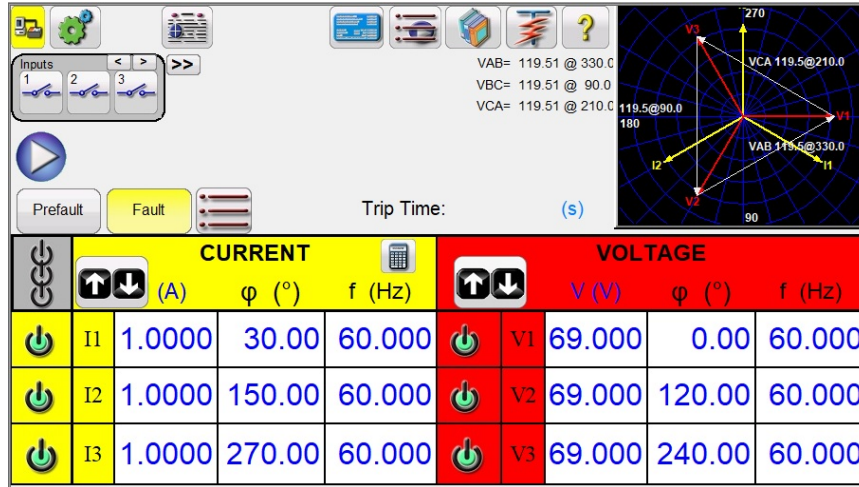 ?
Inputs < > >>
1 2 3
VAB= 119.51 @ 330.0
VBC= 119.51 @ 90.0
VCA= 119.51 @ 210.0
270
V3
VCA 119.5@210.0
119.5@90.0
180
V1
VAB 119.5@330.0
I2
I1
V2
90
Prefault Fault Trip Time: (s)
CURRENT VOLTAGE
(A) φ (°) f (Hz) V (V) φ (°) f (Hz)
I1 1.0000 30.00 60.000 V1 69.000 0.00 60.000
I2 1.0000 150.00 60.000 V2 69.000 120.00 60.000
I3 1.0000 270.00 60.000 V3 69.000 240.00 60.000